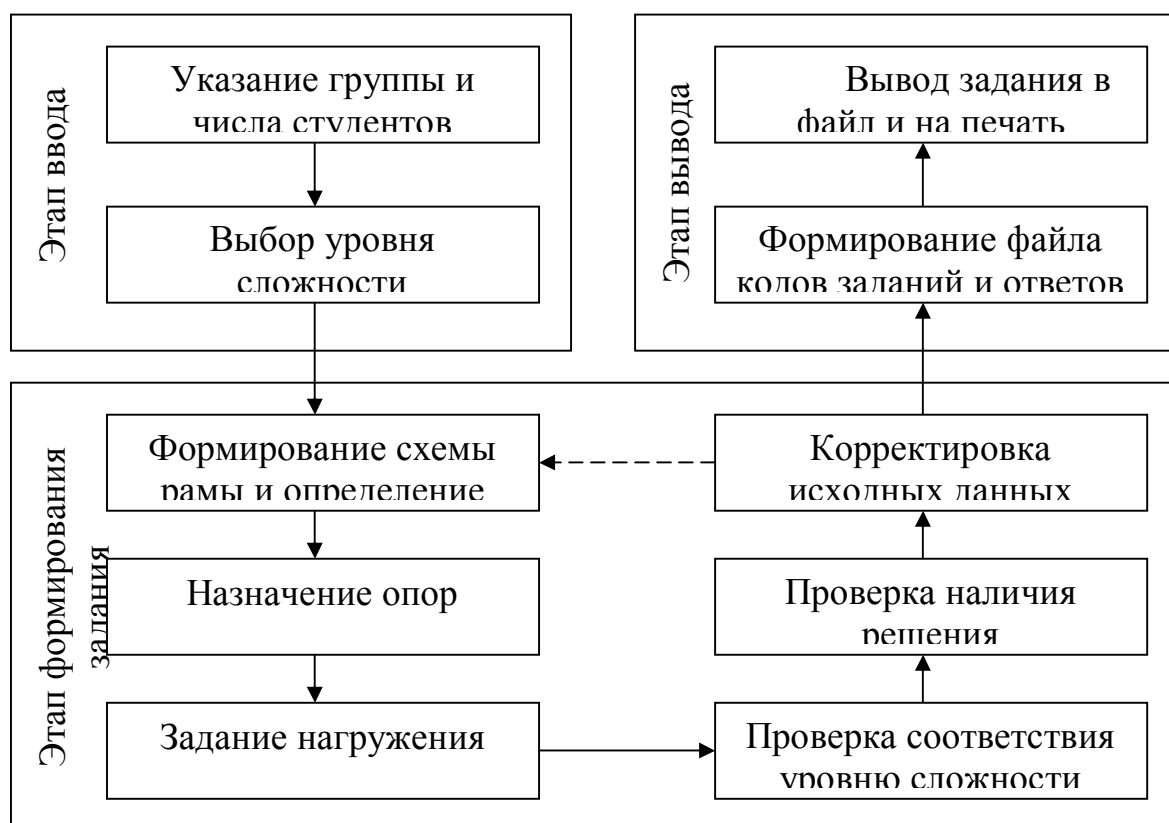 Этап ввода
Указание группы и
числа студентов
Выбор уровня
сложности
Этап вывода
Вывод задания в
файл и на печать
Формирование файла
кодов заданий и ответов
Этап формирования
задания
Формирование схемы
рамы и определение
Назначение опор
Задание нагружения
Корректировка
исходных данных
Проверка наличия
решения
Проверка соответствия
уровню сложности